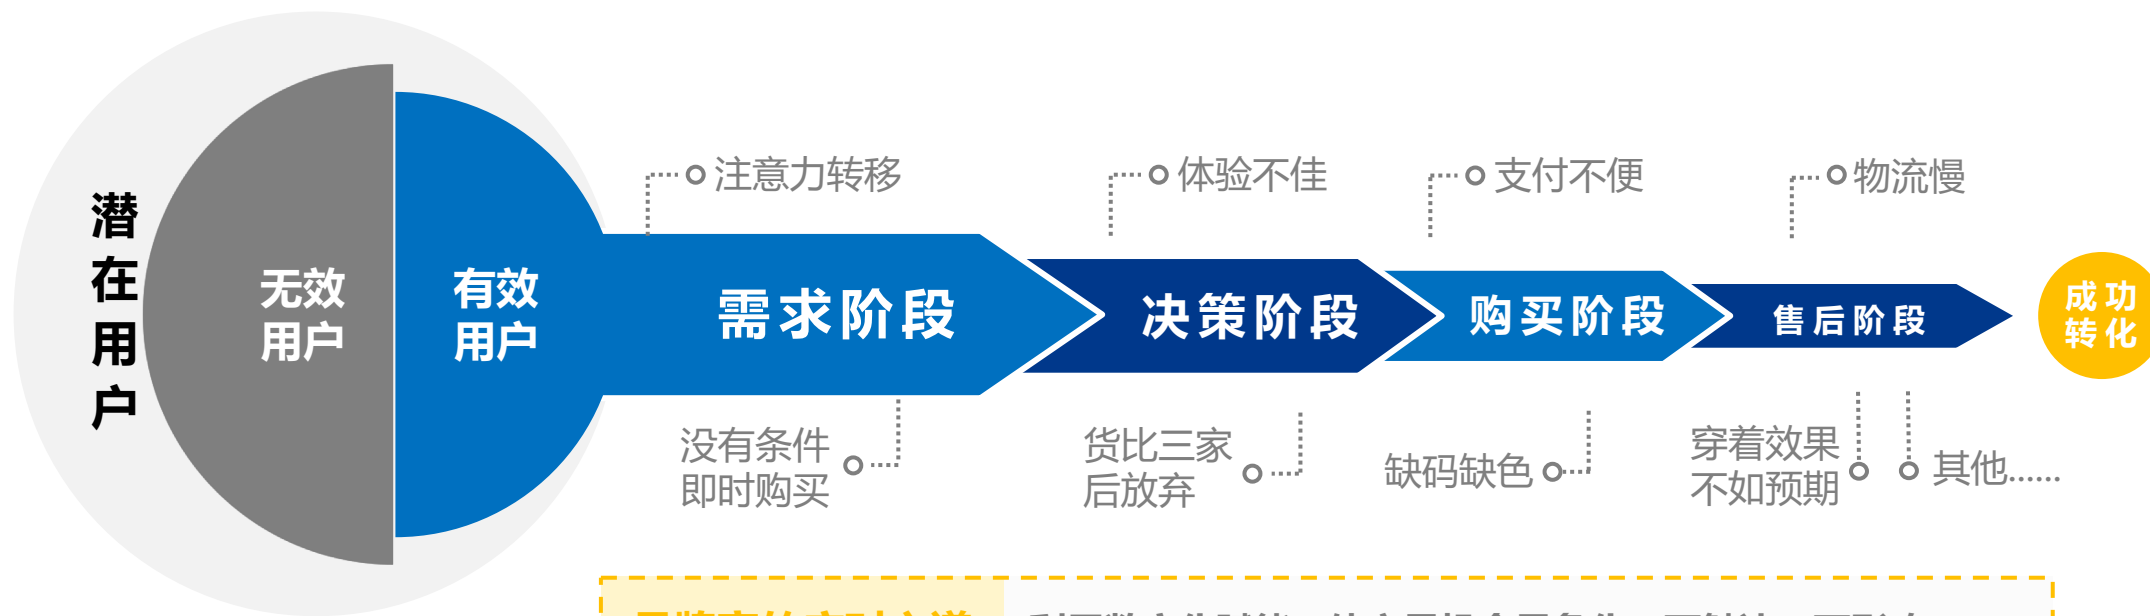 潜在用户
无效
用户
有效
用户
注意力转移
体验不佳
支付不便
物流慢
需求阶段
决策阶段
购买阶段
售后阶段
成功
转化
没有条件
即时购买
货比三家
后放弃
缺码缺色
穿着效果
不如预期
其他......